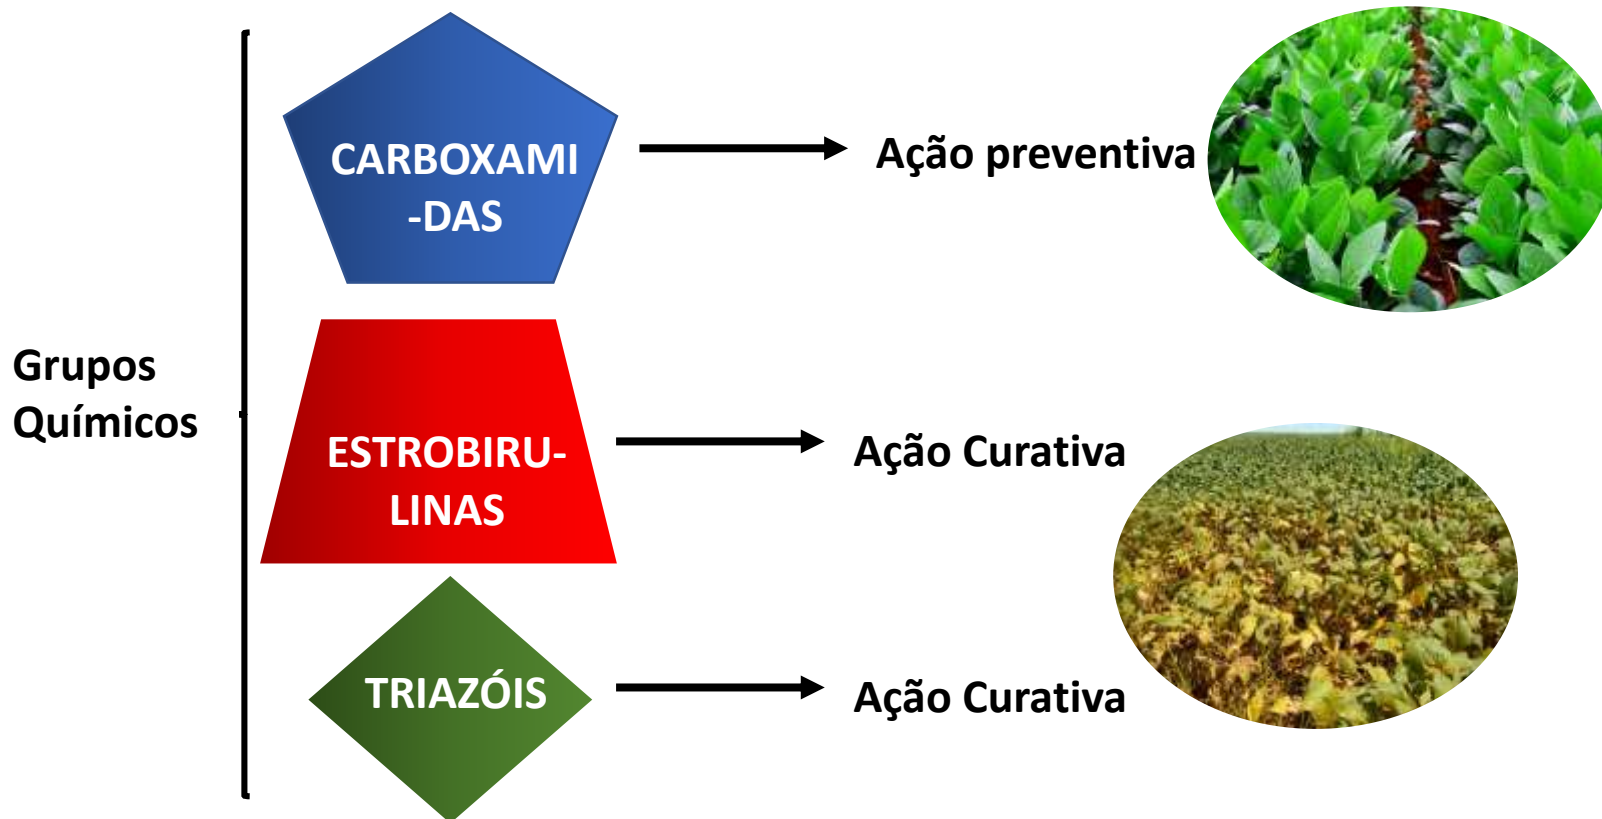 Grupos
Químicos
CARBOXAMI
-DAS
Ação preventiva
ESTROBIRU-
LINAS
Ação Curativa
TRIAZÓIS
Ação Curativa